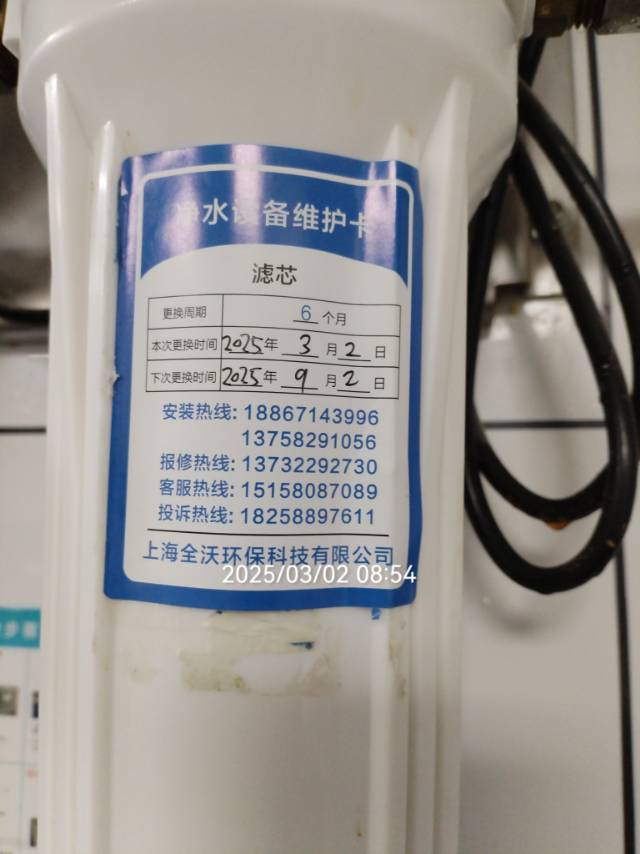 净水设备维护卡
滤芯
更换周期 6 个月
本次更换时间 2025年 3 月 2 日
下次更换时间 2025年 9 月 2 日
安装热线: 18867143996
13758291056
报修热线: 13732292730
客服热线: 15158087089
投诉热线: 18258897611
上海全沃环保科技有限公司
2025/03/02 08:54
步骤